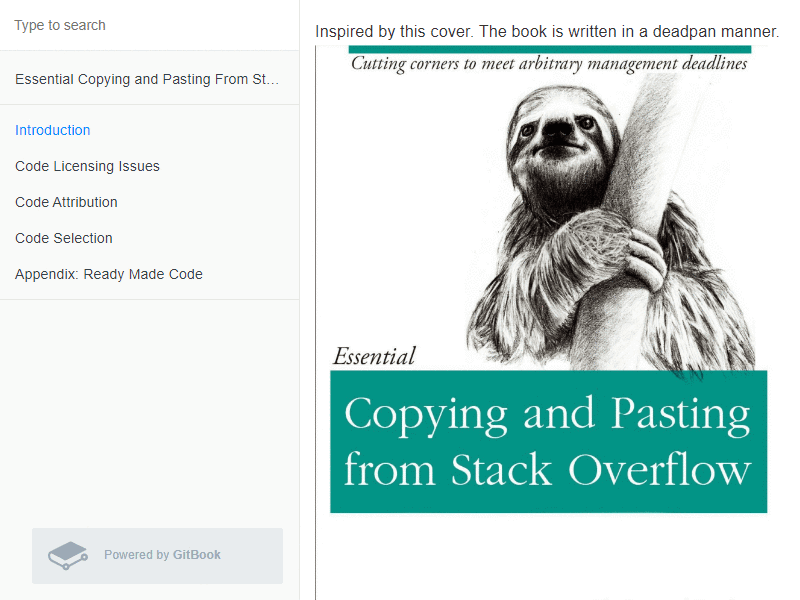 Type to search
Essential Copying and Pasting From St...
Introduction
Code Licensing Issues
Code Attribution
Code Selection
Appendix: Ready Made Code
Powered by GitBook
Inspired by this cover. The book is written in a deadpan manner.
Cutting corners to meet arbitrary management deadlines
Essential
Copying and Pasting
from Stack Overflow